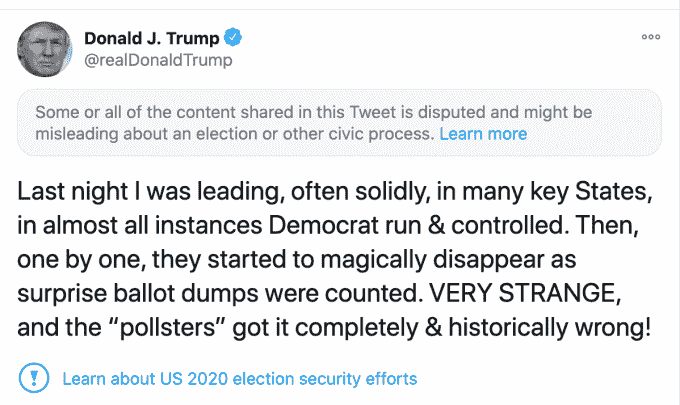 Donald J. Trump
@realDonaldTrump
Some or all of the content shared in this Tweet is disputed and might be
misleading about an election or other civic process. Learn more
Last night I was leading, often solidly, in many key States,
in almost all instances Democrat run & controlled. Then,
one by one, they started to magically disappear as
surprise ballot dumps were counted. VERY STRANGE,
and the “pollsters” got it completely & historically wrong!
Learn about US 2020 election security efforts